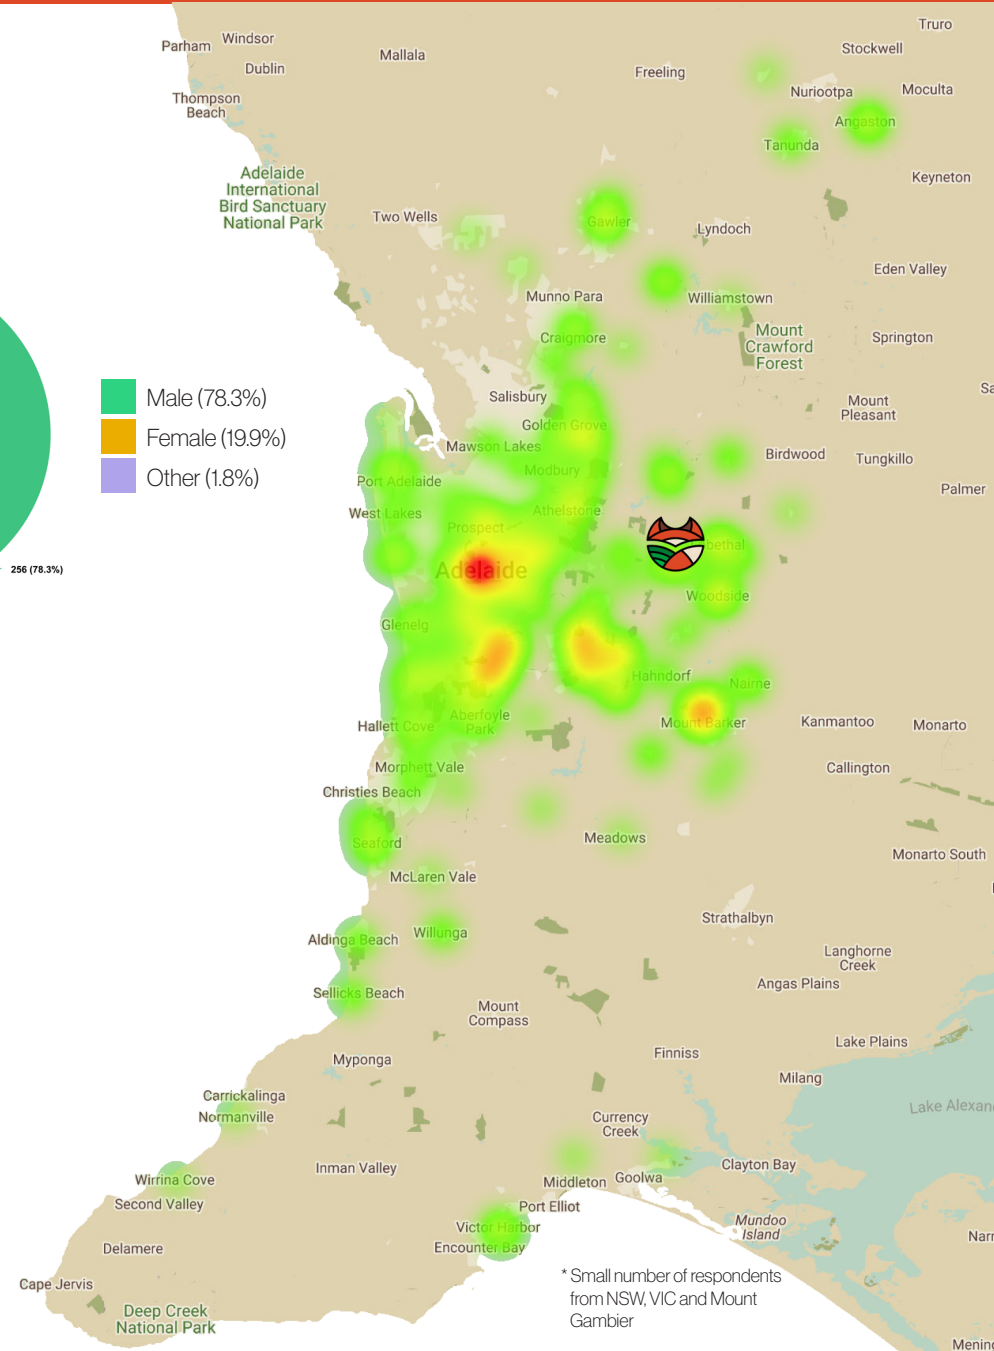 Truro
Windsor
Parham
Stockwell
Mallala
Dublin
Freeling
Nuriootpa
Moculta
Thompson
Beach
Angaston
Tanunda
Adelaide
International
Bird Sanctuary
National Park
Keyneton
Two Wells
Gawler
Lyndoch
Eden Valley
Munno Para
Williamstown
Craigmore
Mount
Crawford
Forest
Springton
Male (78.3%)
Female (19.9%)
Other (1.8%)
256 (78.3%)
Salisbury
Mount
Pleasant
Golden Grove
Mawson Lakes
Birdwood
Tungkillo
Modbury
Port Adelaide
Palmer
West Lakes
Athelstone
Prospect
bethal
Adelaide
Woodside
Glenelg
Hahndorf
Nairne
Aberfoyle
Park
Hallett Cove
Mount Barker
Kanmantoo
Monarto
Morphett Vale
Callington
Christies Beach
Seaford
Meadows
Monarto South
McLaren Vale
Strathalbyn
Willunga
Aldinga Beach
Langhorne
Creek
Angas Plains
Sellicks Beach
Mount
Compass
Lake Plains
Finniss
Myponga
Milang
Carrickalinga
Normanville
Lake Alexan
Currency
Creek
Inman Valley
Clayton Bay
Wirrina Cove
Middleton
Goolwa
Second Valley
Port Elliot
Victor Harbor
Mundoo
Island
Encounter Bay
Narr
Delamere
Cape Jervis
Deep Creek
National Park
* Small number of respondents
from NSW, VIC and Mount
Gambier
Mening